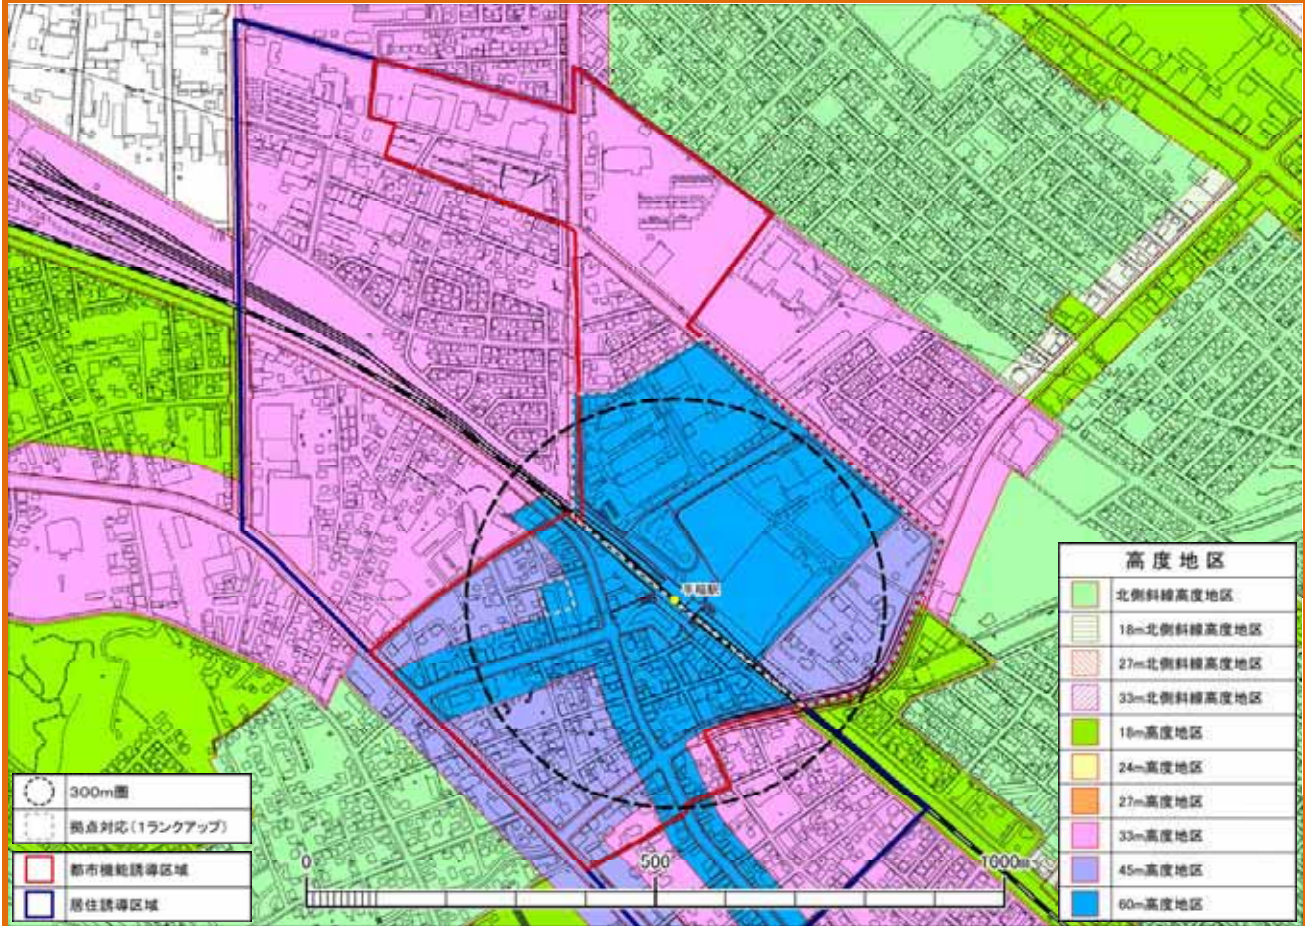 手稲駅
高度地区
北側斜線高度地区
18m北側斜線高度地区
27m北側斜線高度地区
33m北側斜線高度地区
18m高度地区
24m高度地区
27m高度地区
33m高度地区
45m高度地区
60m高度地区
300m圏
拠点対応(1ランクアップ)
都市機能誘導区域
居住誘導区域
0
500
1000m